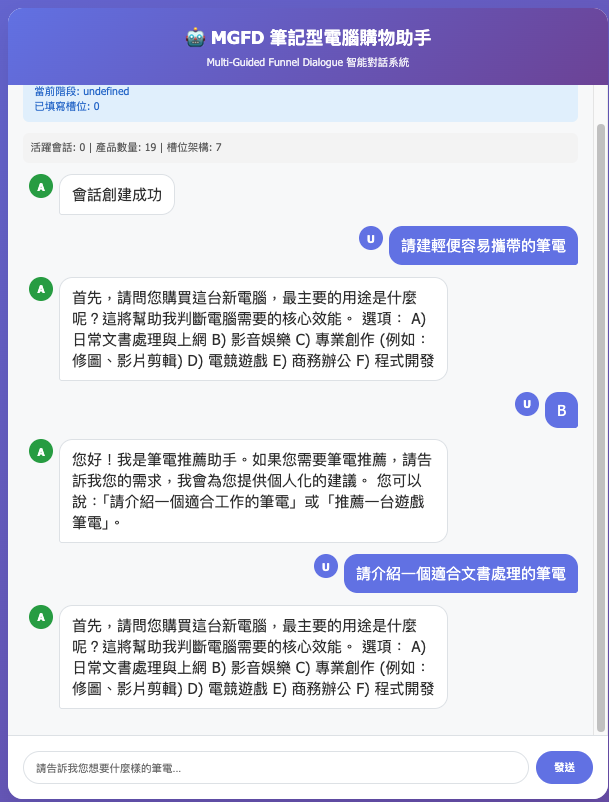 🤖 MGFD 筆記型電腦購物助手
Multi-Guided Funnel Dialogue 智能對話系統
當前階段: undefined
已填寫槽位: 0
活躍會話: 0 | 產品數量: 19 | 槽位架構: 7
A
會話創建成功
U
請建輕便容易攜帶的筆電
A
首先，請問您購買這台新電腦，最主要的用途是什麼
呢？這將幫助我判斷電腦需要的核心效能。 選項： A)
日常文書處理與上網 B) 影音娛樂 C) 專業創作 (例如：
修圖、影片剪輯) D) 電競遊戲 E) 商務辦公 F) 程式開發
U
B
A
您好！我是筆電推薦助手。如果您需要筆電推薦，請告
訴我您的需求，我會為您提供個人化的建議。 您可以
說：「請介紹一個適合工作的筆電」或「推薦一台遊戲
筆電」。
U
請介紹一個適合文書處理的筆電
A
首先，請問您購買這台新電腦，最主要的用途是什麼
呢？這將幫助我判斷電腦需要的核心效能。 選項： A)
日常文書處理與上網 B) 影音娛樂 C) 專業創作 (例如：
修圖、影片剪輯) D) 電競遊戲 E) 商務辦公 F) 程式開發
請告訴我您想要什麼樣的筆電...
發送